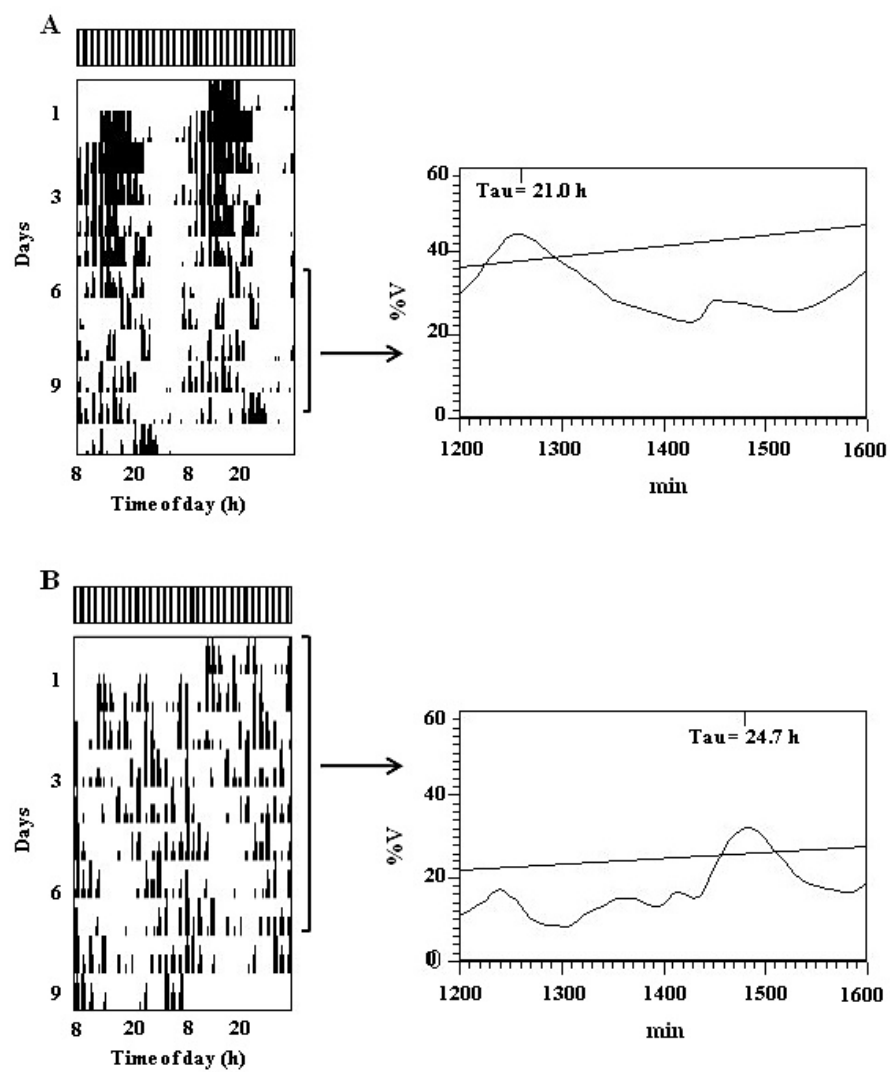 A
1
3
6
9
Days
8 20 8 20
Time of day (h)
Tau = 21.0 h
60
40
20
0
%V
1200 1300 1400 1500 1600
min
B
1
3
6
9
Days
8 20 8 20
Time of day (h)
Tau = 24.7 h
60
40
20
0
%V
1200 1300 1400 1500 1600
min